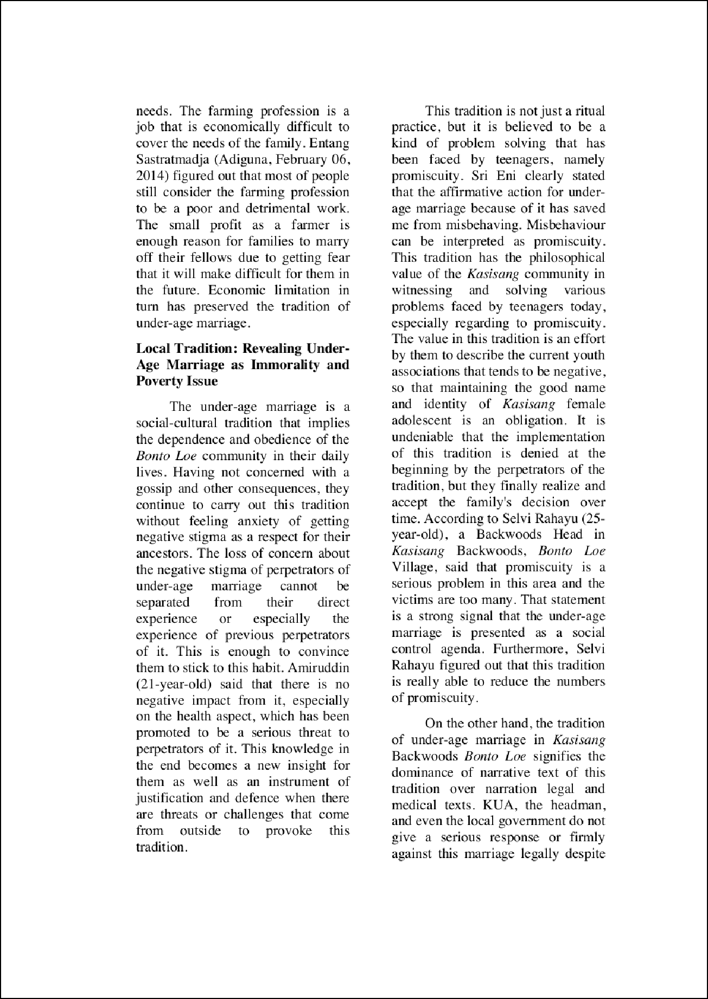 needs. The farming profession is a
job that is economically difficult to
cover the needs of the family. Entang
Sastratmadja (Adiguna, February 06,
2014) figured out that most of people
still consider the farming profession
to be a poor and detrimental work.
The small profit as a farmer is
enough reason for families to marry
off their fellows due to getting fear
that it will make difficult for them in
the future. Economic limitation in
turn has preserved the tradition of
under-age marriage.
Local Tradition: Revealing Under-
Age Marriage as Immorality and
Poverty Issue
The under-age marriage is a
social-cultural tradition that implies
the dependence and obedience of the
Bonto Loe community in their daily
lives. Having not concerned with a
gossip and other consequences, they
continue to carry out this tradition
without feeling anxiety of getting
negative stigma as a respect for their
ancestors. The loss of concern about
the negative stigma of perpetrators of
under-age marriage cannot be
separated from their direct
experience or especially the
experience of previous perpetrators
of it. This is enough to convince
them to stick to this habit. Amiruddin
(21-year-old) said that there is no
negative impact from it, especially
on the health aspect, which has been
promoted to be a serious threat to
perpetrators of it. This knowledge in
the end becomes a new insight for
them as well as an instrument of
justification and defence when there
are threats or challenges that come
from outside to provoke this
tradition.
This tradition is not just a ritual
practice, but it is believed to be a
kind of problem solving that has
been faced by teenagers, namely
promiscuity. Sri Eni clearly stated
that the affirmative action for under-
age marriage because of it has saved
me from misbehaving. Misbehaviour
can be interpreted as promiscuity.
This tradition has the philosophical
value of the Kasisang community in
witnessing and solving various
problems faced by teenagers today,
especially regarding to promiscuity.
The value in this tradition is an effort
by them to describe the current youth
associations that tends to be negative,
so that maintaining the good name
and identity of Kasisang female
adolescent is an obligation. It is
undeniable that the implementation
of this tradition is denied at the
beginning by the perpetrators of the
tradition, but they finally realize and
accept the family's decision over
time. According to Selvi Rahayu (25-
year-old), a Backwoods Head in
Kasisang Backwoods, Bonto Loe
Village, said that promiscuity is a
serious problem in this area and the
victims are too many. That statement
is a strong signal that the under-age
marriage is presented as a social
control agenda. Furthermore, Selvi
Rahayu figured out that this tradition
is really able to reduce the numbers
of promiscuity.
On the other hand, the tradition
of under-age marriage in Kasisang
Backwoods Bonto Loe signifies the
dominance of narrative text of this
tradition over narration legal and
medical texts. KUA, the headman,
and even the local government do not
give a serious response or firmly
against this marriage legally despite